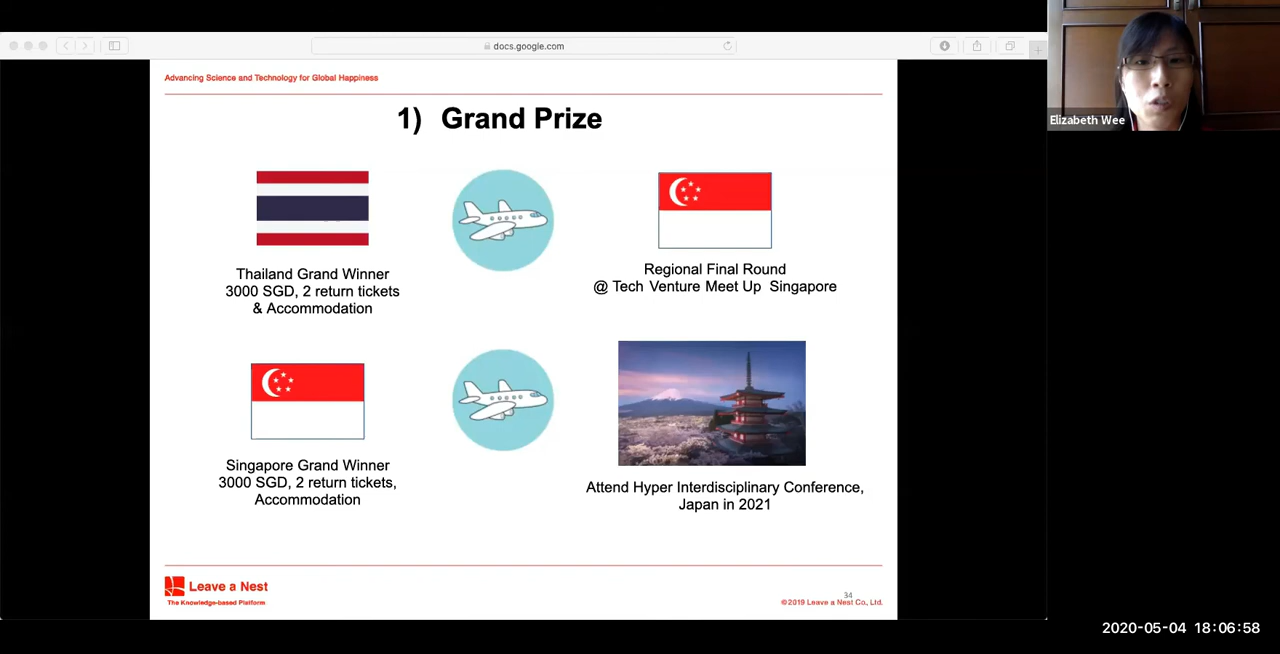 docs.google.com
Elizabeth Wee
Advancing Science and Technology for Global Happiness
1) Grand Prize
Thailand Grand Winner
3000 SGD, 2 return tickets
& Accommodation
Regional Final Round
@ Tech Venture Meet Up Singapore
Singapore Grand Winner
3000 SGD, 2 return tickets,
Accommodation
Attend Hyper Interdisciplinary Conference,
Japan in 2021
Leave a Nest
The Knowledge-based Platform
34
©2019 Leave a Nest Co., Ltd.
2020-05-04 18:06:58